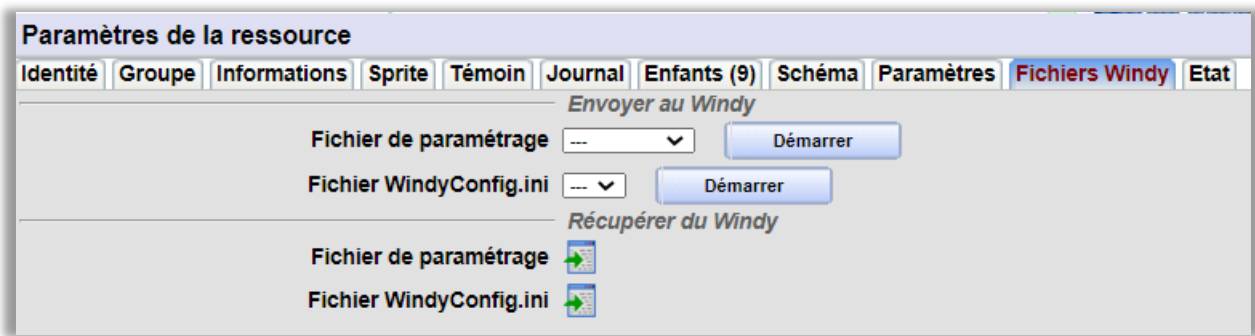 Paramètres de la ressource
Identité Groupe Informations Sprite Témoin Journal Enfants (9) Schéma Paramètres Fichiers Windy Etat
Envoyer au Windy
Fichier de paramétrage --- Démarrer
Fichier WindyConfig.ini --- Démarrer
Récupérer du Windy
Fichier de paramétrage
Fichier WindyConfig.ini